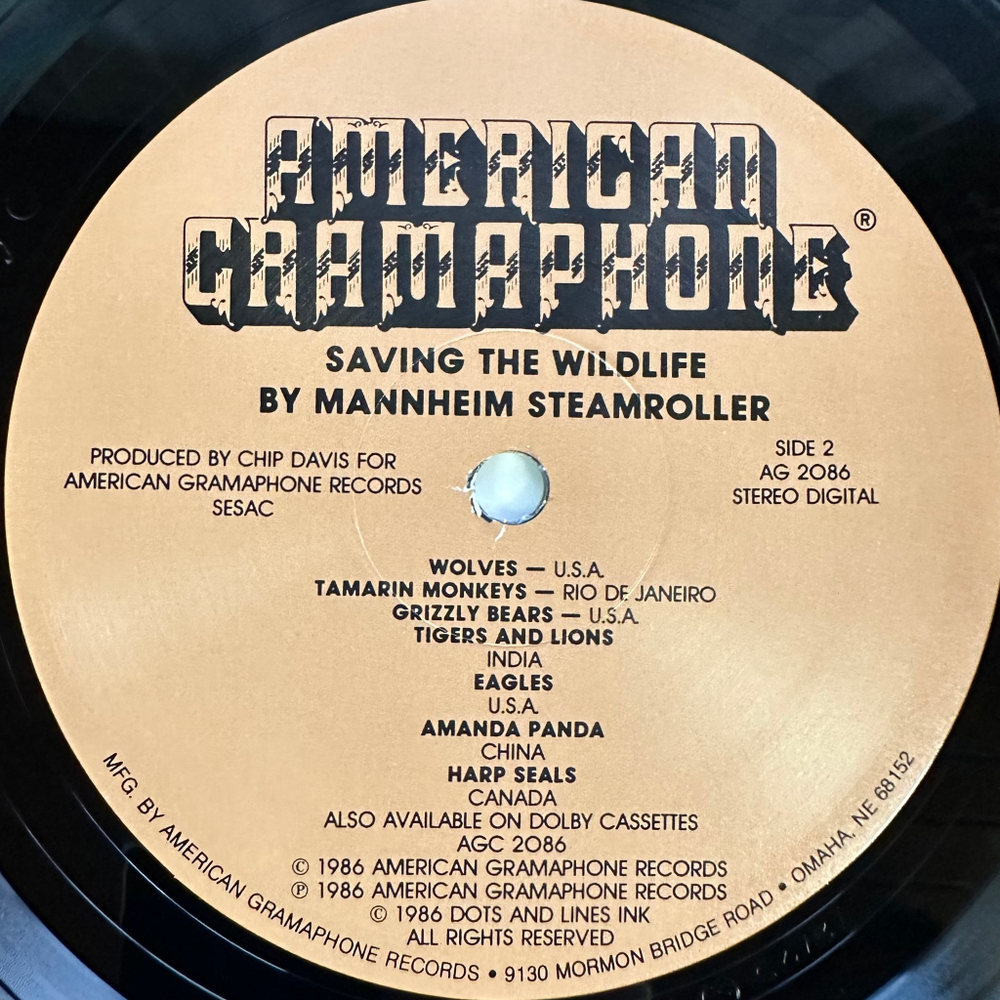 AMERICAN
GRAMAPHONE®
SAVING THE WILDLIFE
BY MANNHEIM STEAMROLLER
PRODUCED BY CHIP DAVIS FOR
AMERICAN GRAMAPHONE RECORDS
SESAC
SIDE 2
AG 2086
STEREO DIGITAL
WOLVES — U.S.A.
TAMARIN MONKEYS — RIO DE JANEIRO
GRIZZLY BEARS — U.S.A.
TIGERS AND LIONS
INDIA
EAGLES
U.S.A.
AMANDA PANDA
CHINA
HARP SEALS
CANADA
ALSO AVAILABLE ON DOLBY CASSETTES
AGC 2086
© 1986 AMERICAN GRAMAPHONE RECORDS
℗ 1986 AMERICAN GRAMAPHONE RECORDS
© 1986 DOTS AND LINES INK
ALL RIGHTS RESERVED
MFG. BY AMERICAN GRAMAPHONE RECORDS • 9130 MORMON BRIDGE ROAD • OMAHA, NE 68152